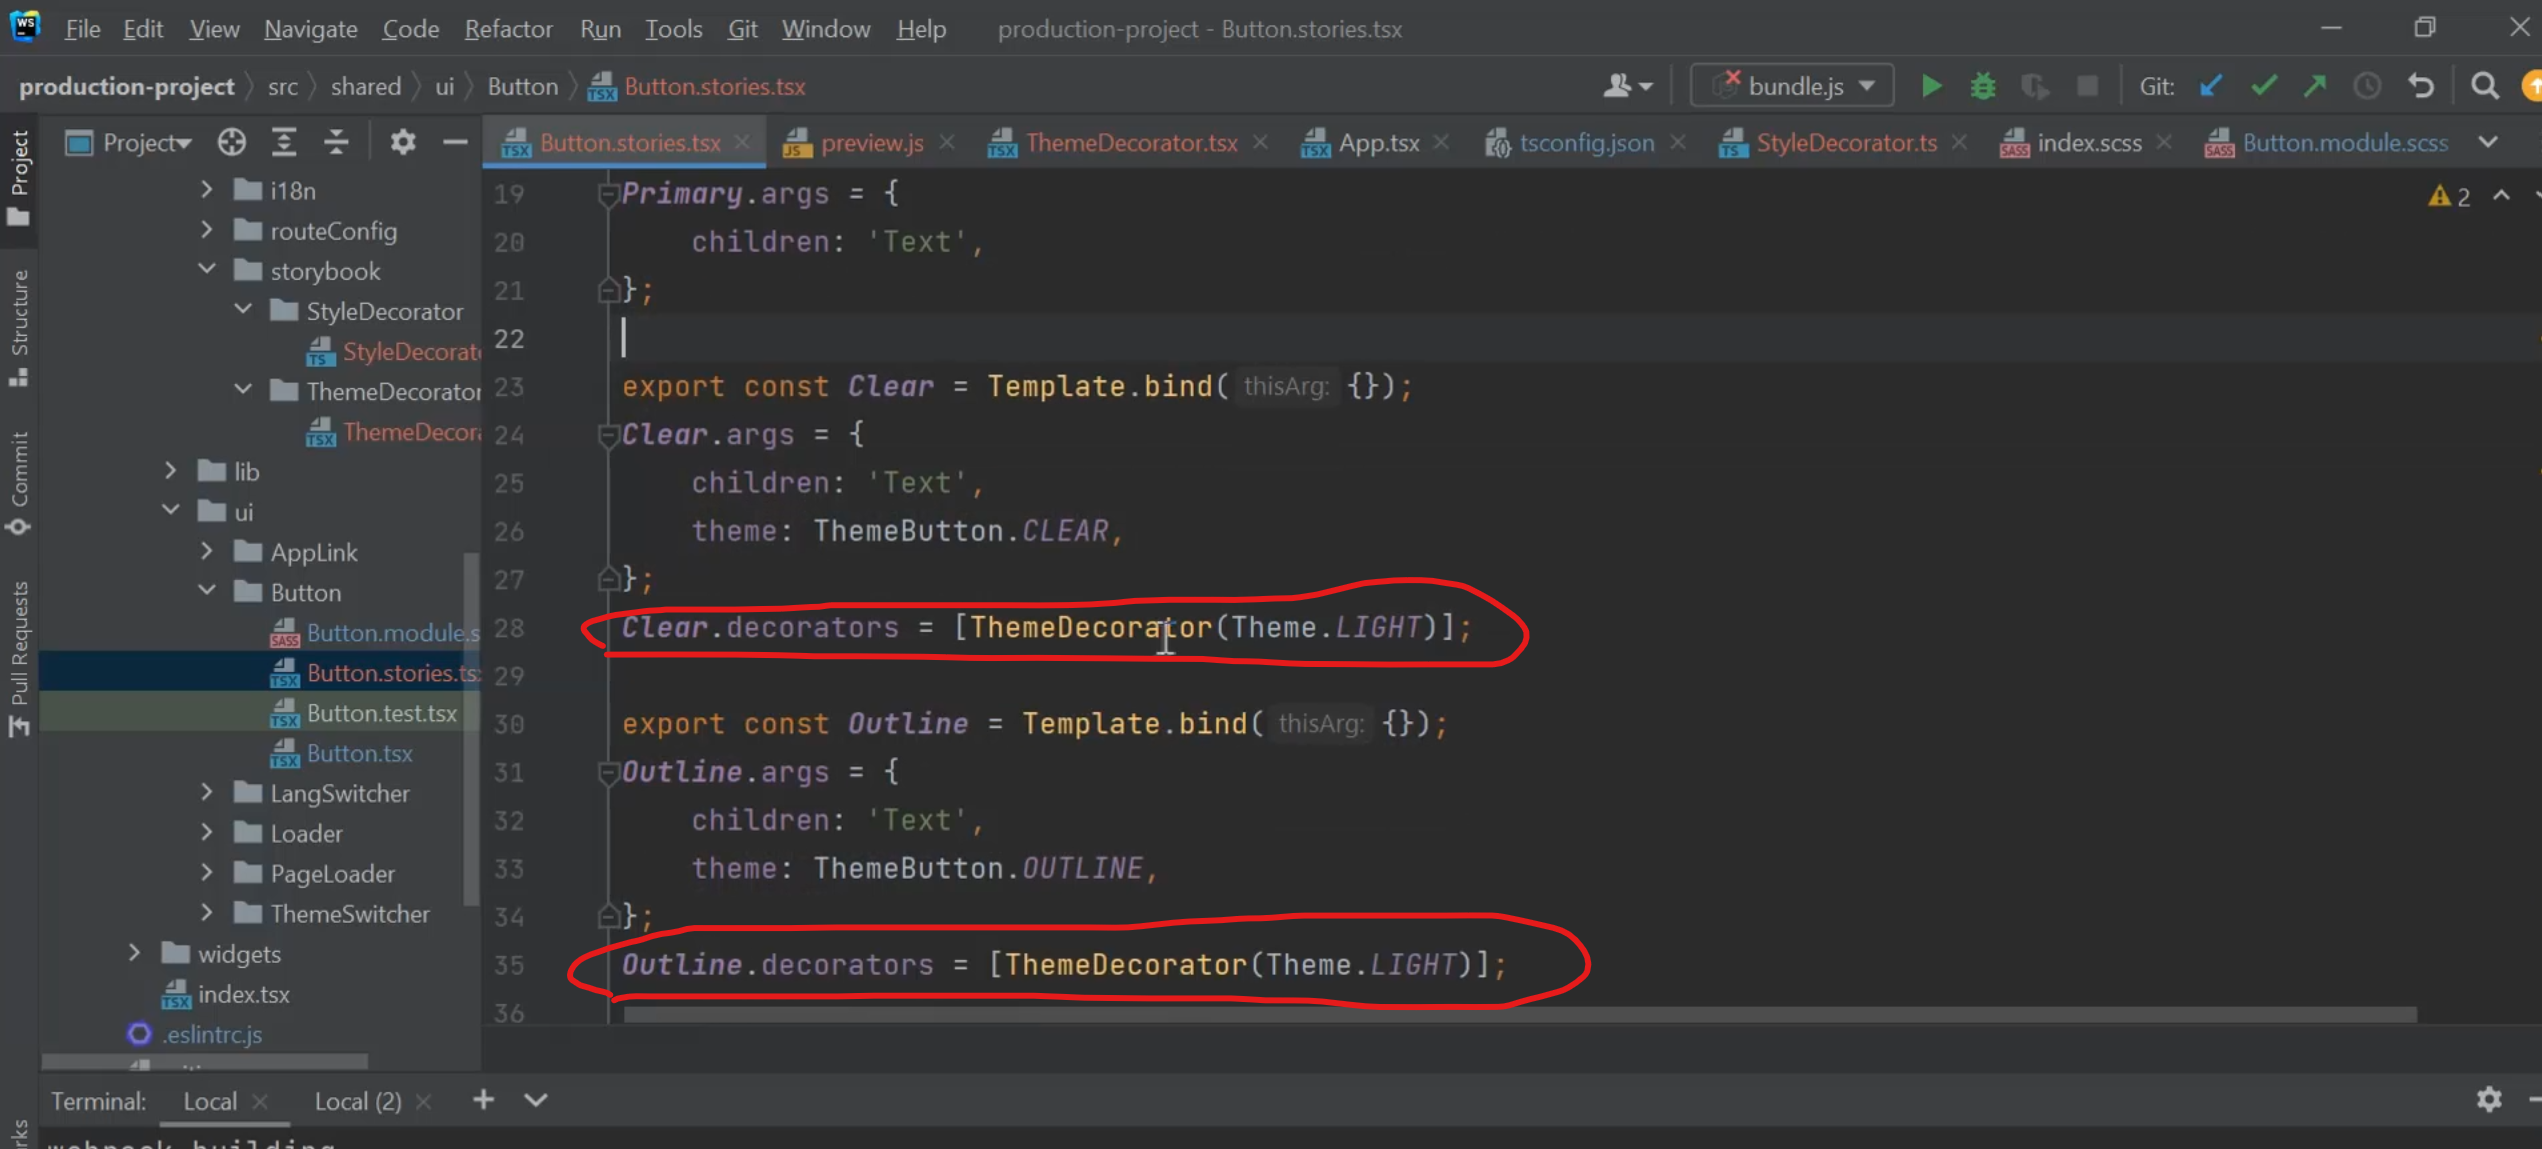 WS File Edit View Navigate Code Refactor Run Tools Git Window Help production-project - Button.stories.tsx
production-project src shared ui Button Button.stories.tsx bundle.js Git:
Project
Button.stories.tsx preview.js ThemeDecorator.tsx App.tsx tsconfig.json StyleDecorator.ts index.scss Button.module.scss
Project
Structure
Commit
Pull Requests
i18n
routeConfig
storybook
StyleDecorator
StyleDecorat
ThemeDecorator
ThemeDecor
lib
ui
AppLink
Button
Button.module.s
Button.stories.ts
Button.test.tsx
Button.tsx
LangSwitcher
Loader
PageLoader
ThemeSwitcher
widgets
index.tsx
.eslintrc.js
2
19 Primary.args = {
20 children: 'Text',
21 };
22
23 export const Clear = Template.bind( thisArg: {});
24 Clear.args = {
25 children: 'Text',
26 theme: ThemeButton.CLEAR,
27 };
28 Clear.decorators = [ThemeDecorator(Theme.LIGHT)];
29
30 export const Outline = Template.bind( thisArg: {});
31 Outline.args = {
32 children: 'Text',
33 theme: ThemeButton.OUTLINE,
34 };
35 Outline.decorators = [ThemeDecorator(Theme.LIGHT)];
36
Terminal: Local Local (2)